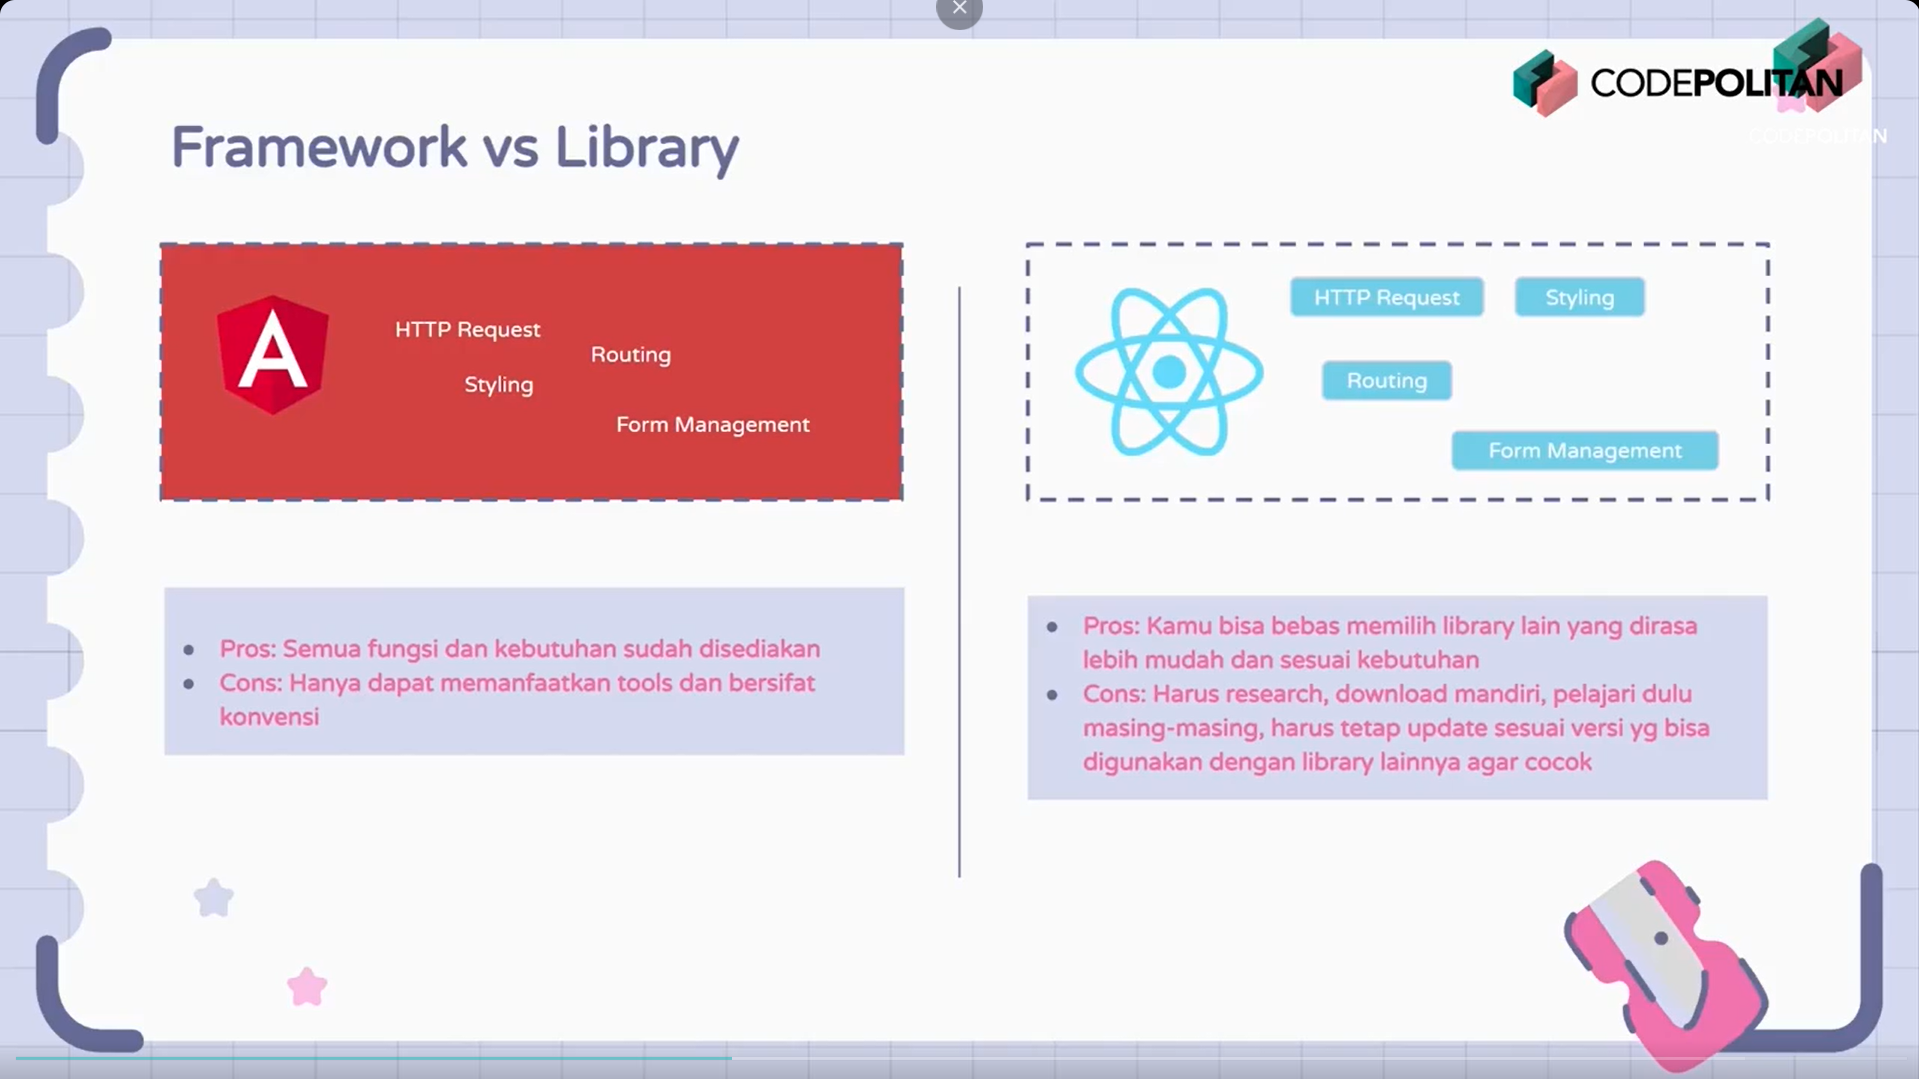 CODEPOLITAN
CODEPOLITAN
Framework vs Library
HTTP Request
Routing
Styling
Form Management
HTTP Request
Styling
Routing
Form Management
Pros: Semua fungsi dan kebutuhan sudah disediakan
Cons: Hanya dapat memanfaatkan tools dan bersifat
konvensi
Pros: Kamu bisa bebas memilih library lain yang dirasa
lebih mudah dan sesuai kebutuhan
Cons: Harus research, download mandiri, pelajari dulu
masing-masing, harus tetap update sesuai versi yg bisa
digunakan dengan library lainnya agar cocok